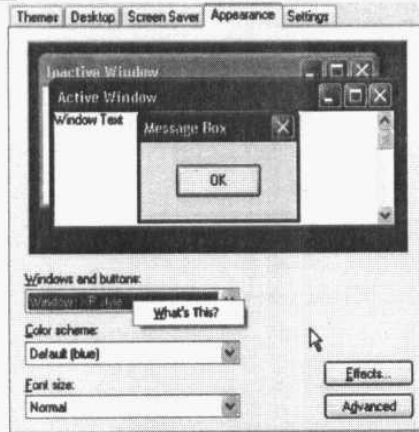 Themes Desktop Screen Saver Appearance Settings
Inactive Window
Active Window
Window Text
Message Box
OK
Windows and buttons:
What's This?
Color scheme:
Default (blue)
Font size:
Normal
Effects...
Advanced